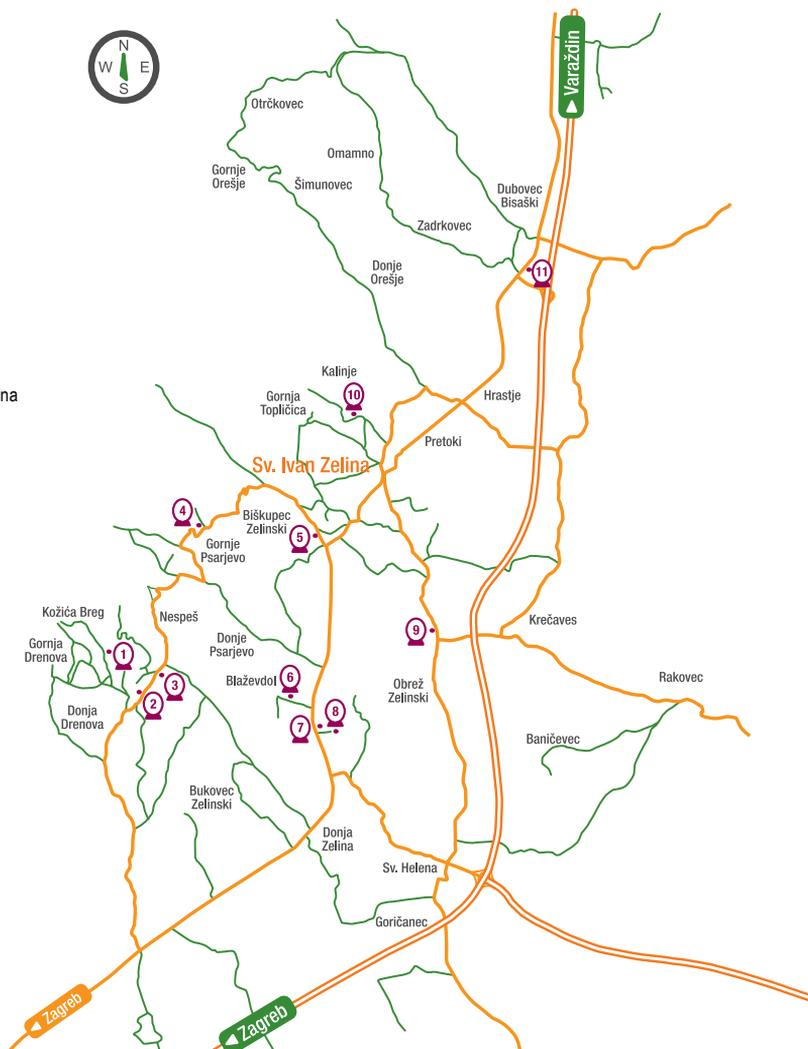 Varaždin
N
W E
S
Otrčkovec
Omamno
Gornje
Orešje
Šimunovec
Dubovec
Bisaški
Zadrkovec
Donje
Orešje
11
Kalinje
na
10
Gornja
Topličica
Hrastje
Pretoki
Sv. Ivan Zelina
4
Biškupec
Zelinski
5
Gornje
Psarjevo
Kožića Breg
Nespeš
Krečaves
9
Gornja
Drenova
1
Donje
Psarjevo
Blaževdol
6
3
2
Obrež
Zelinski
Rakovec
Donja
Drenova
7
8
Baničevec
Bukovec
Zelinski
Donja
Zelina
Sv. Helena
Goričanec
Zagreb
Zagreb